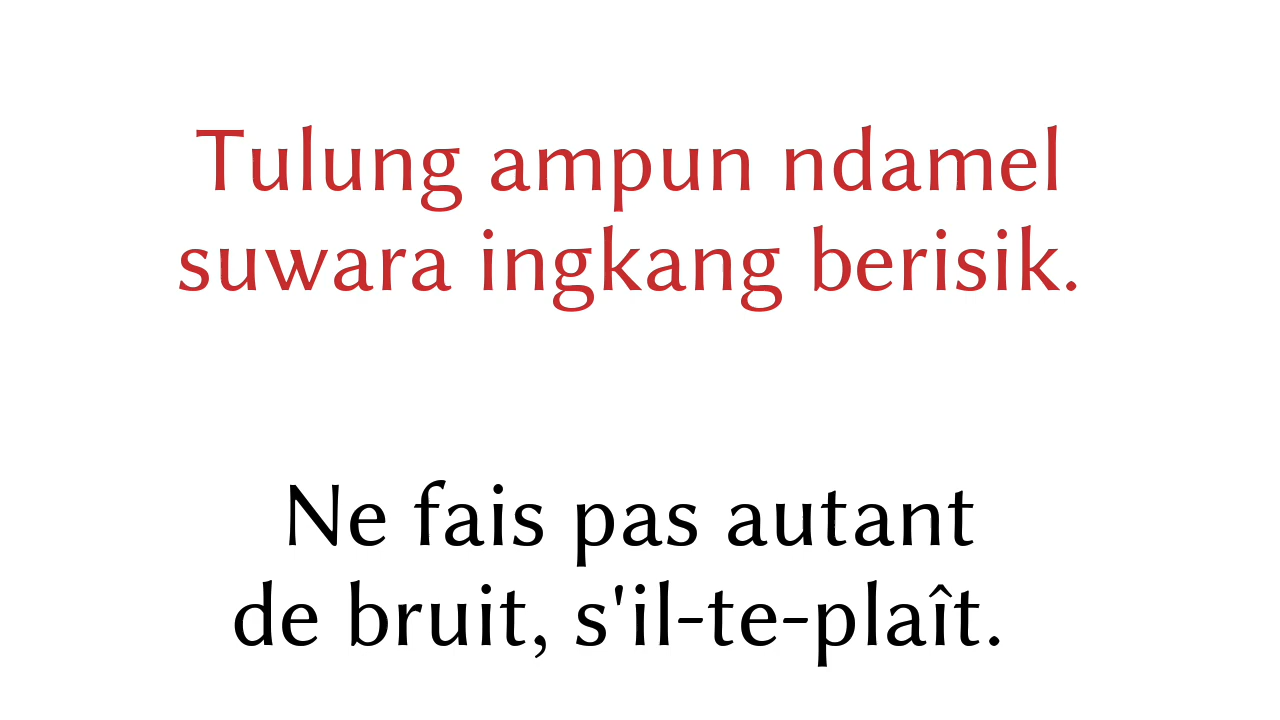 Tulung ampun ndamel
suwara ingkang berisik.
Ne fais pas autant
de bruit, s'il-te-plaît.